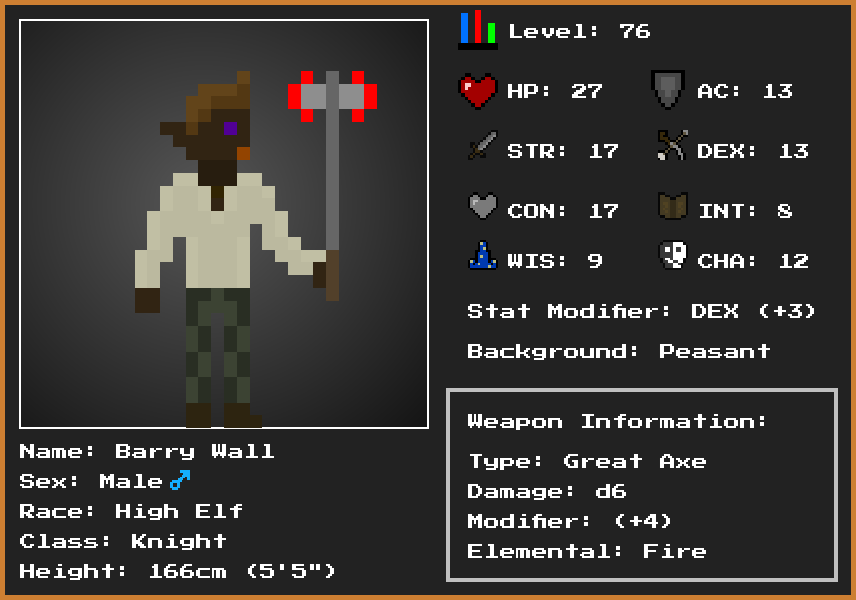 Level: 76
HP: 27
AC: 13
STR: 17
DEX: 13
CON: 17
INT: 8
WIS: 9
CHA: 12
Stat Modifier: DEX (+3)
Background: Peasant
Weapon Information:
Type: Great Axe
Damage: d6
Modifier: (+4)
Elemental: Fire
Name: Barry Wall
Sex: Male♂
Race: High Elf
Class: Knight
Height: 166cm (5'5")